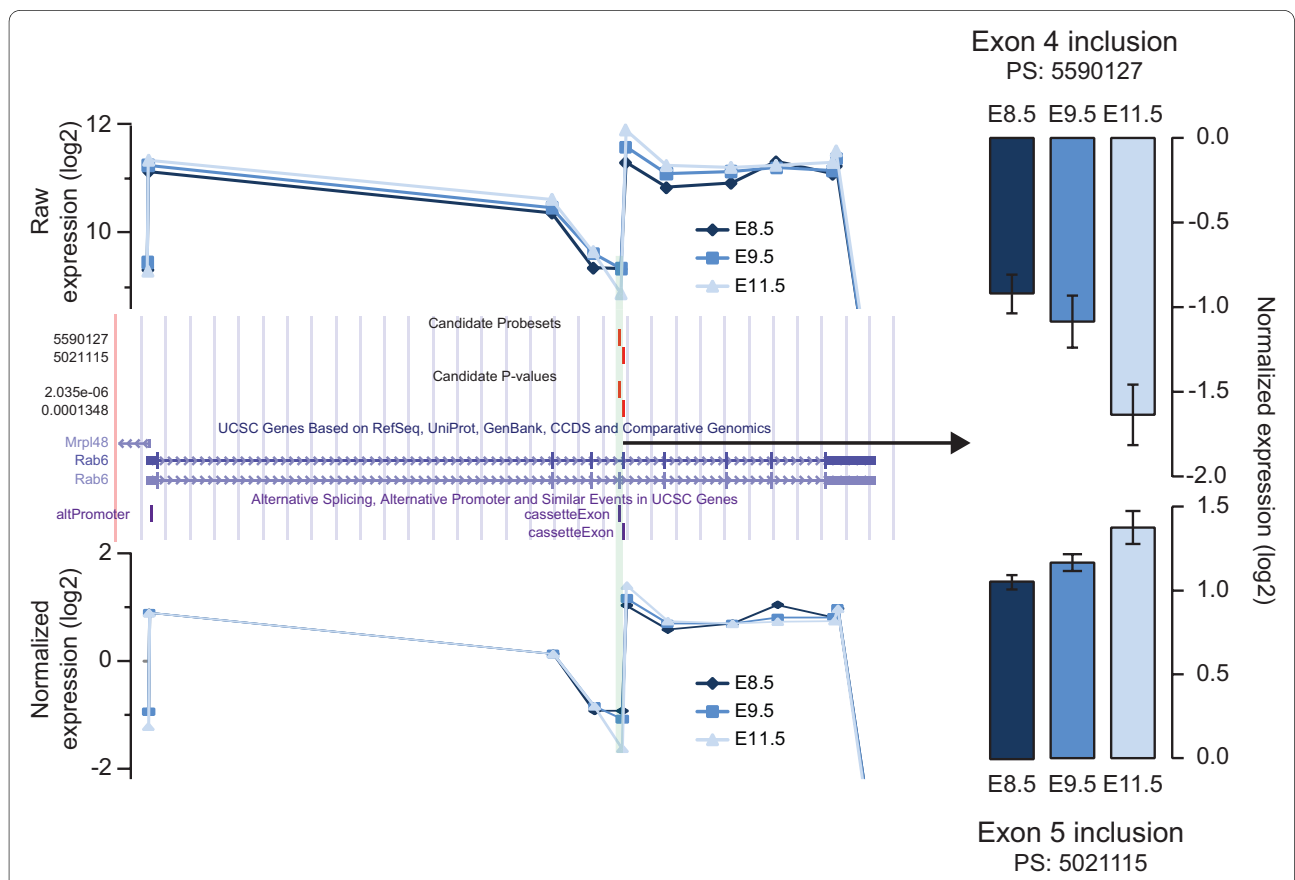 Exon 4 inclusion
PS: 5590127
E8.5 E9.5 E11.5
0.0
-0.5
-1.0
-1.5
-2.0
Normalized expression (log2)
12
10
Raw
expression (log2)
E8.5
E9.5
E11.5
Candidate Probesets
5590127
5021115
Candidate P-values
2.035e-06
0.0001348
UCSC Genes Based on RefSeq, UniProt, GenBank, CCDS and Comparative Genomics
Mrpl48
Rab6
Rab6
Alternative Splicing, Alternative Promoter and Similar Events in UCSC Genes
altPromoter
cassetteExon
cassetteExon
2
0
-2
Normalized
expression (log2)
E8.5
E9.5
E11.5
1.5
1.0
0.5
0.0
E8.5 E9.5 E11.5
Exon 5 inclusion
PS: 5021115